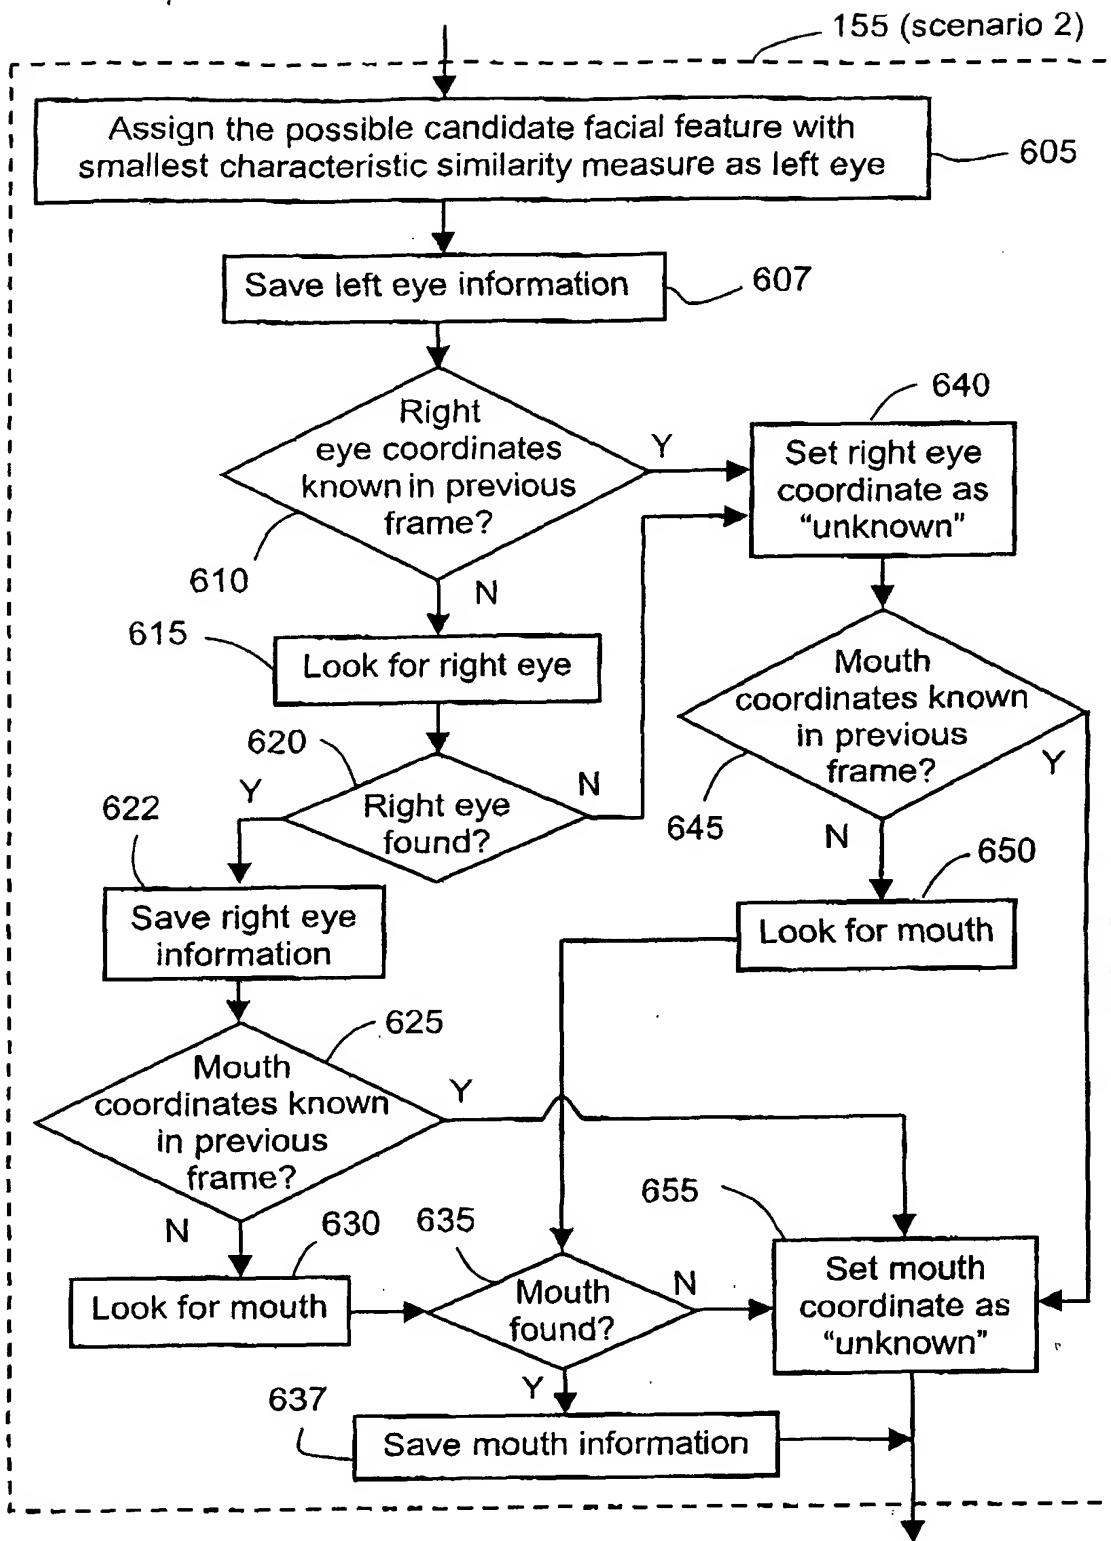 155 (scenario 2)
Assign the possible candidate facial feature with
smallest characteristic similarity measure as left eye
605
Save left eye information
607
Right
eye coordinates
known in previous
frame?
Y
610
N
640
Set right eye
coordinate as
“unknown”
615
Look for right eye
620
Right eye
found?
Y
N
Mouth
coordinates known
in previous
frame?
Y
645
N
622
Save right eye
information
650
Look for mouth
625
Mouth
coordinates known
in previous
frame?
Y
N
630
Look for mouth
635
Mouth
found?
N
Y
655
Set mouth
coordinate as
“unknown”
637
Save mouth information